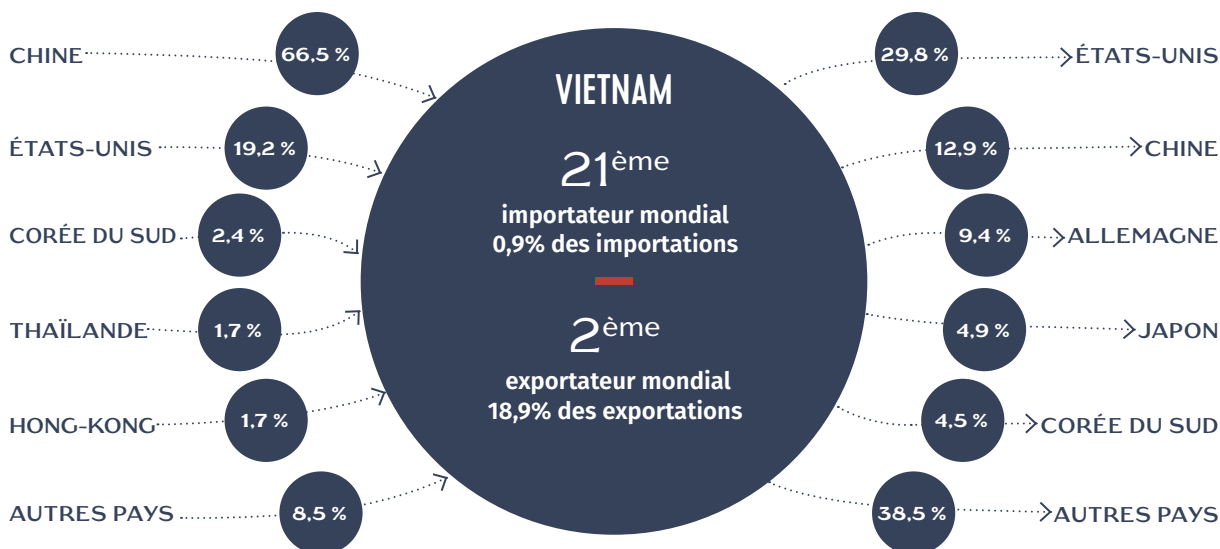 CHINE
66,5 %
ÉTATS-UNIS
19,2 %
CORÉE DU SUD
2,4 %
THAÏLANDE
1,7 %
HONG-KONG
1,7 %
AUTRES PAYS
8,5 %
VIETNAM
21ème
importateur mondial
0,9% des importations
2ème
exportateur mondial
18,9% des exportations
29,8 %
ÉTATS-UNIS
12,9 %
CHINE
9,4 %
ALLEMAGNE
4,9 %
JAPON
4,5 %
CORÉE DU SUD
38,5 %
AUTRES PAYS